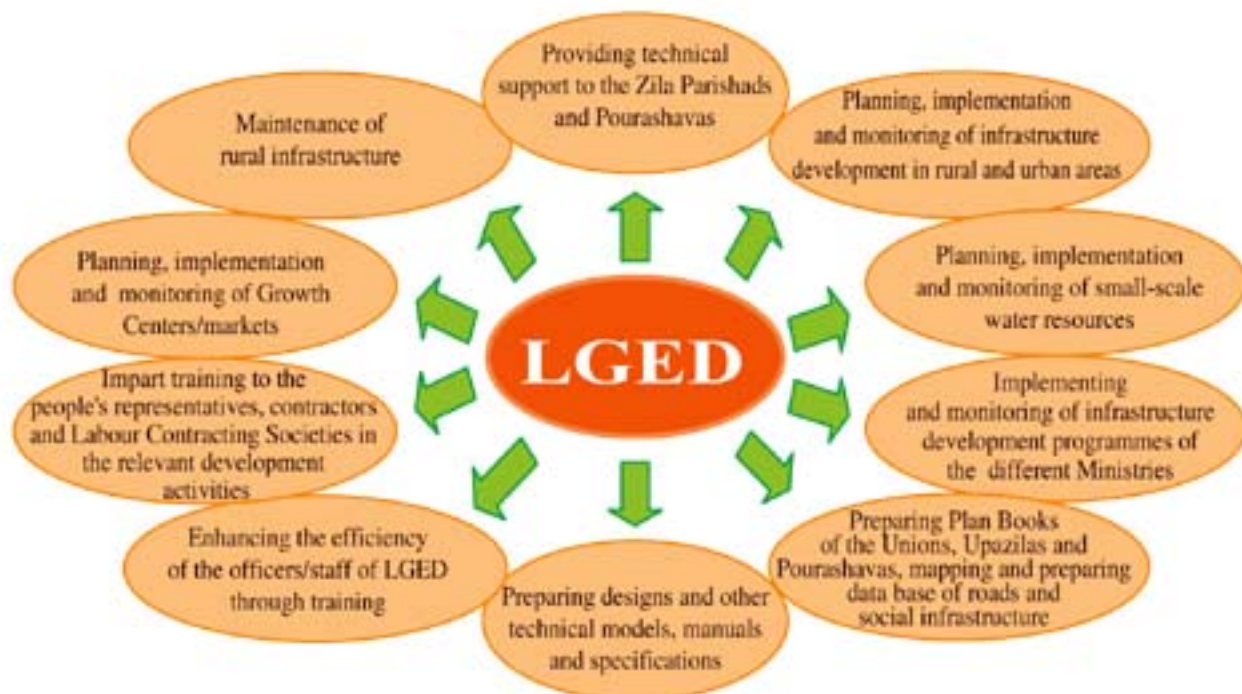 Providing technical
support to the Zila Parishads
and Pourashavas
Planning, implementation
and monitoring of infrastructure
development in rural and urban areas
Planning, implementation
and monitoring of small-scale
water resources
Implementing
and monitoring of infrastructure
development programmes of
the different Ministries
Preparing Plan Books
of the Unions, Upazilas and
Pourashavas, mapping and preparing
data base of roads and
social infrastructure
Preparing designs and other
technical models, manuals
and specifications
Enhancing the efficiency
of the officers/staff of LGED
through training
Impart training to the
people's representatives, contractors
and Labour Contracting Societies in
the relevant development
activities
Planning, implementation
and monitoring of Growth
Centers/markets
Maintenance of
rural infrastructure
LGED